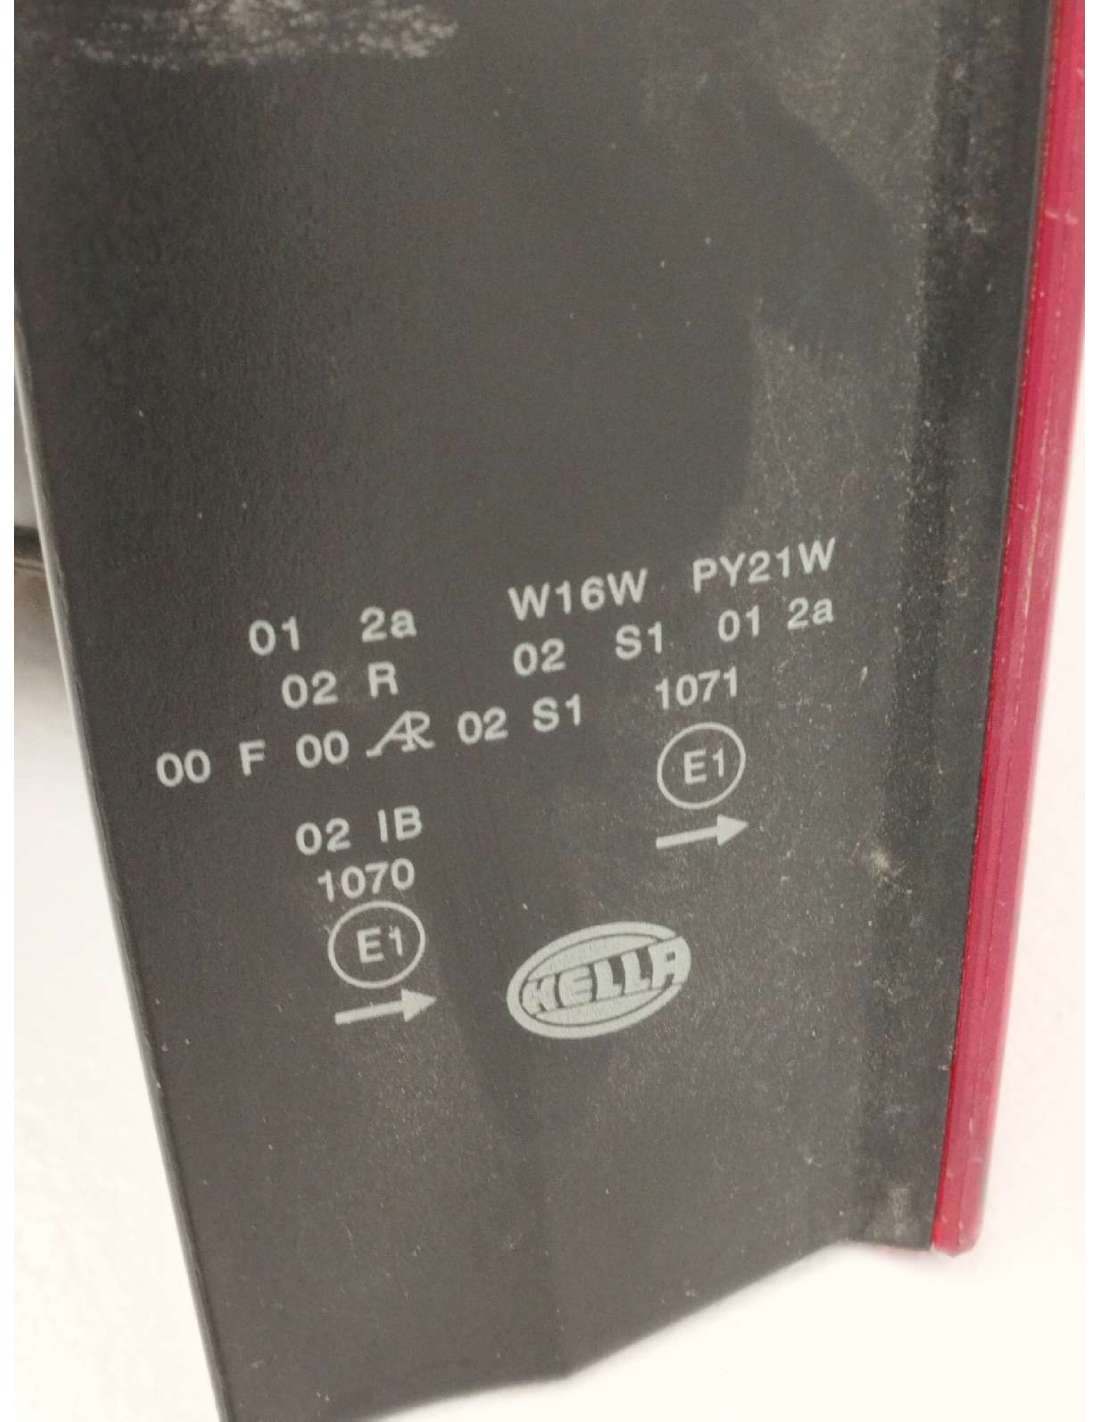 01 2a W16W PY21W
02 R 02 S1 01 2a
00 F 00 AR 02 S1 1071
E1
02 IB
1070
E1
HELLA